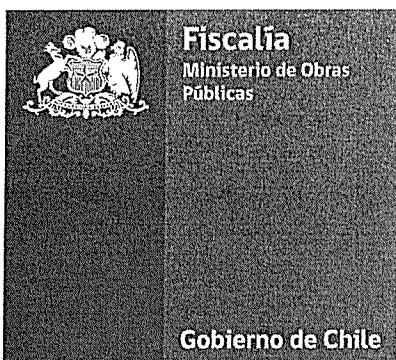 Fiscalía
Ministerio de Obras
Públicas
Gobierno de Chile